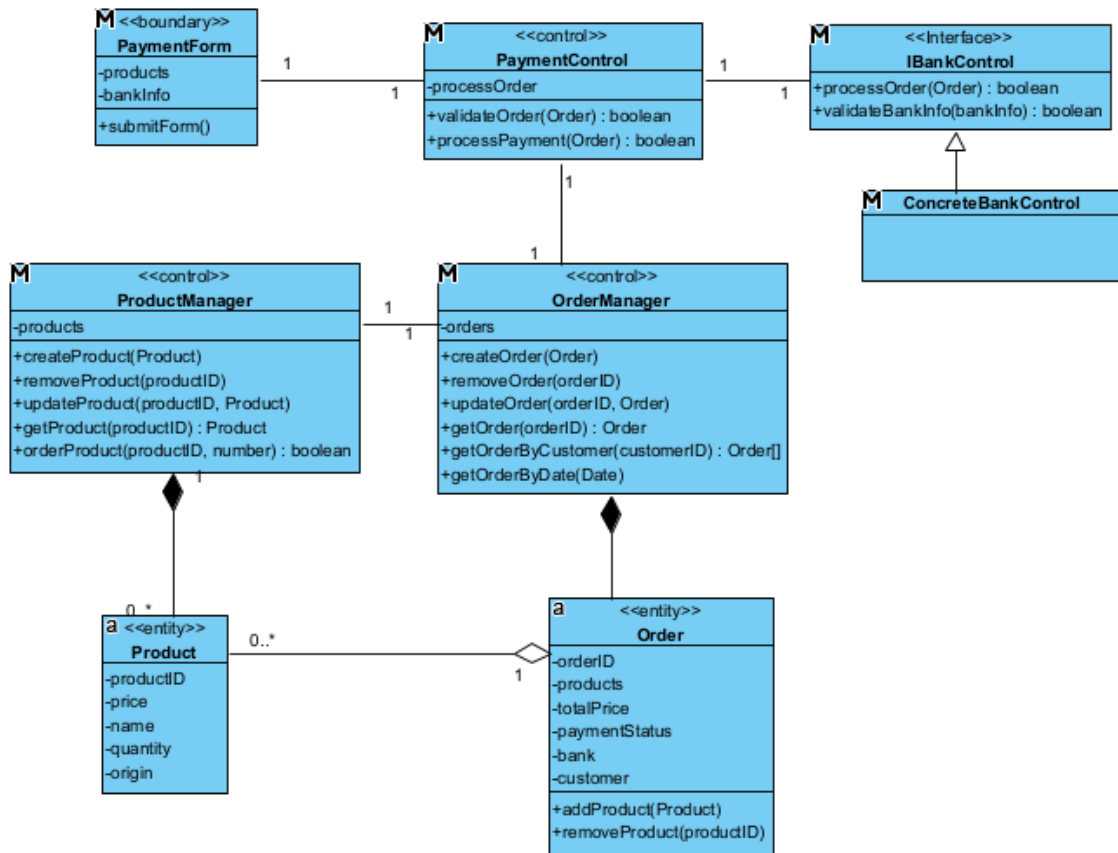 M <<boundary>>
PaymentForm
-products
-bankInfo
+submitForm()
1
1
M <<control>>
PaymentControl
-processOrder
+validateOrder(Order) : boolean
+processPayment(Order) : boolean
1
1
M <<Interface>>
IBankControl
+processOrder(Order) : boolean
+validateBankInfo(bankInfo) : boolean
M ConcreteBankControl
1
1
M <<control>>
ProductManager
-products
+createProduct(Product)
+removeProduct(productID)
+updateProduct(productID, Product)
+getProduct(productID) : Product
+orderProduct(productID, number) : boolean
1
1
M <<control>>
OrderManager
-orders
+createOrder(Order)
+removeOrder(orderID)
+updateOrder(orderID, Order)
+getOrder(orderID) : Order
+getOrderByCustomer(customerID) : Order[]
+getOrderByDate(Date)
1
0..*
a <<entity>>
Product
-productID
-price
-name
-quantity
-origin
0..*
1
a <<entity>>
Order
-orderID
-products
-totalPrice
-paymentStatus
-bank
-customer
+addProduct(Product)
+removeProduct(productID)